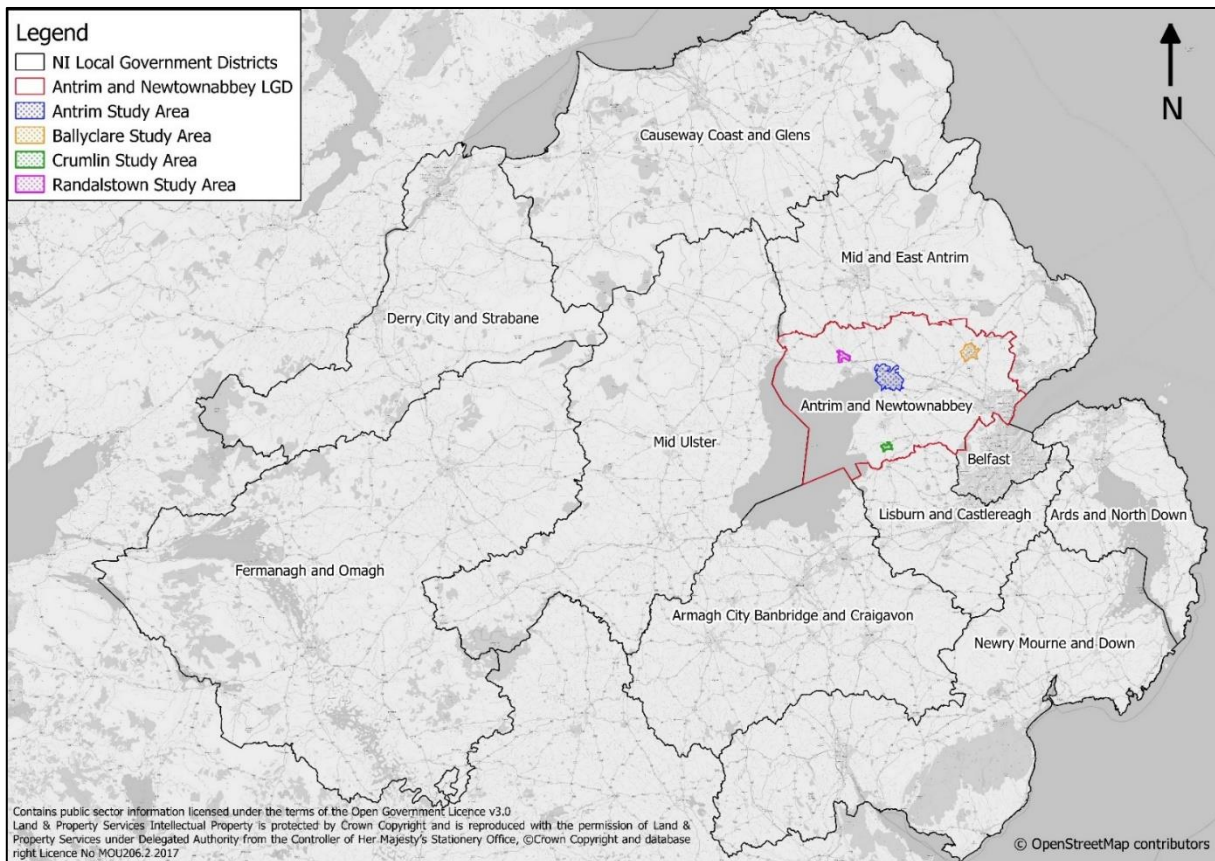 Legend
NI Local Government Districts
Antrim and Newtownabbey LGD
Antrim Study Area
Ballyclare Study Area
Crumlin Study Area
Randalstown Study Area
N
Causeway Coast and Glens
Mid and East Antrim
Derry City and Strabane
Antrim and Newtownabbey
Mid Ulster
Belfast
Lisburn and Castlereagh
Ards and North Down
Fermanagh and Omagh
Armagh City Banbridge and Craigavon
Newry Mourne and Down
Contains public sector information licensed under the terms of the Open Government Licence v3.0
Land & Property Services Intellectual Property is protected by Crown Copyright and is reproduced with the permission of Land &
Property Services under Delegated Authority from the Controller of Her Majesty's Stationery Office, ©Crown Copyright and database
right Licence No MOU206.2 2017
© OpenStreetMap contributors